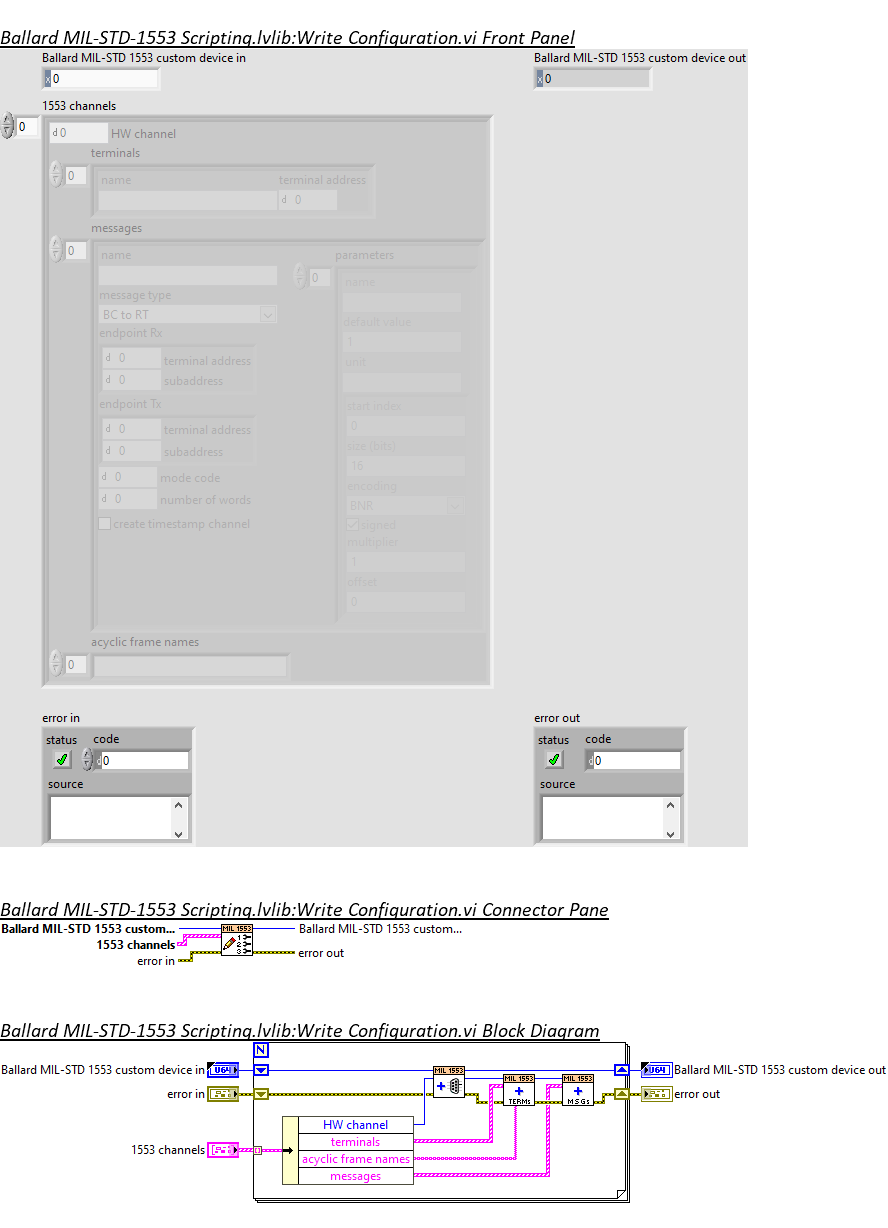 Ballard MIL-STD-1553 Scripting.lvlib:Write Configuration.vi Front Panel
Ballard MIL-STD 1553 custom device in
Ballard MIL-STD 1553 custom device out
x 0
x 0
1553 channels
0
d 0 HW channel
terminals
0
name terminal address
d 0
messages
0
name
parameters
0
name
message type
BC to RT
default value
1
endpoint Rx
d 0 terminal address
unit
d 0 subaddress
endpoint Tx
start index
0
d 0 terminal address
d 0 subaddress
size (bits)
16
d 0 mode code
encoding
BNR
d 0 number of words
create timestamp channel
signed
multiplier
1
offset
0
acyclic frame names
0
error in
error out
status code
status code
d 0
d 0
source
source
Ballard MIL-STD-1553 Scripting.lvlib:Write Configuration.vi Connector Pane
Ballard MIL-STD 1553 custom...
MIL 1553
Ballard MIL-STD 1553 custom...
1553 channels
1
2
3
error in
error out
Ballard MIL-STD-1553 Scripting.lvlib:Write Configuration.vi Block Diagram
N
Ballard MIL-STD 1553 custom device in
U64
MIL 1553
U64
Ballard MIL-STD 1553 custom device out
+
MIL 1553
+
TERMs
MIL 1553
+
MSGs
error in
error out
HW channel
terminals
1553 channels
acyclic frame names
messages